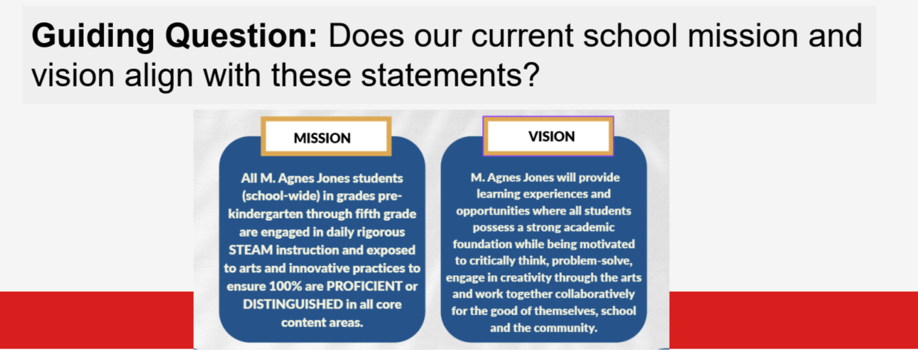 Guiding Question: Does our current school mission and
vision align with these statements?
MISSION
All M. Agnes Jones students
(school-wide) in grades pre-
kindergarten through fifth grade
are engaged in daily rigorous
STEAM instruction and exposed
to arts and innovative practices to
ensure 100% are PROFICIENT or
DISTINGUISHED in all core
content areas.
VISION
M. Agnes Jones will provide
learning experiences and
opportunities where all students
possess a strong academic
foundation while being motivated
to critically think, problem-solve,
engage in creativity through the arts
and work together collaboratively
for the good of themselves, school
and the community.